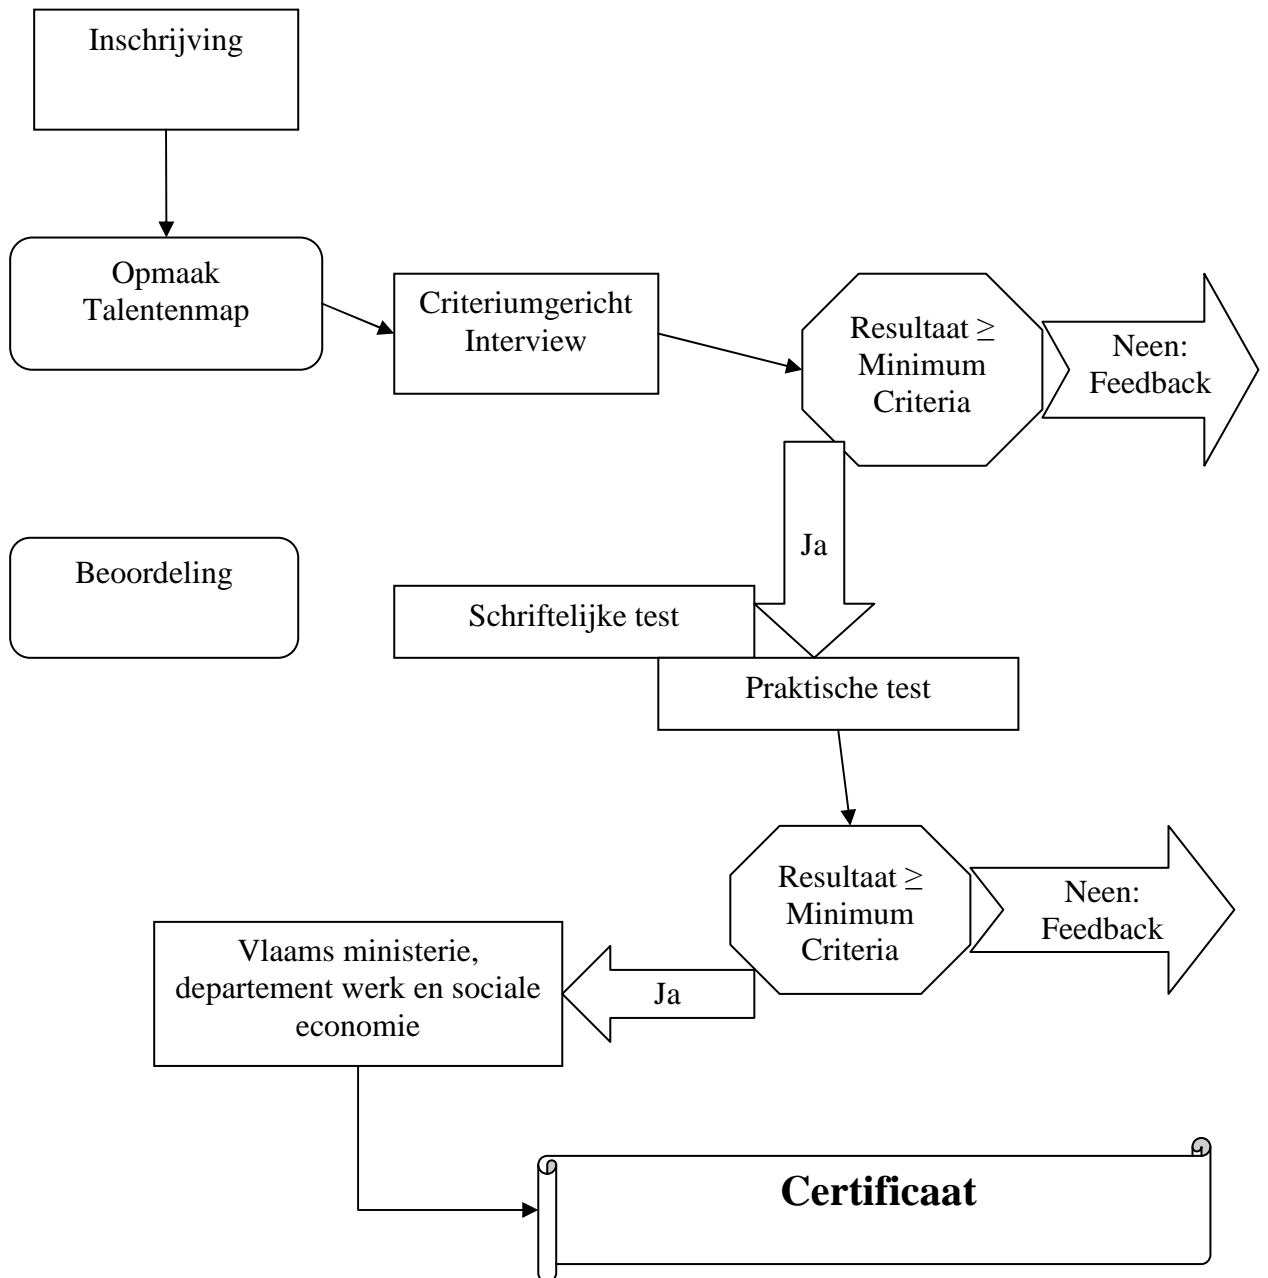 Inschrijving
Opmaak
Talentenmap
Criteriumgericht
Interview
Resultaat ≥
Minimum
Criteria
Neen:
Feedback
Ja
Beoordeling
Schriftelijke test
Praktische test
Resultaat ≥
Minimum
Criteria
Neen:
Feedback
Ja
Vlaams ministerie,
departement werk en sociale
economie
Certificaat